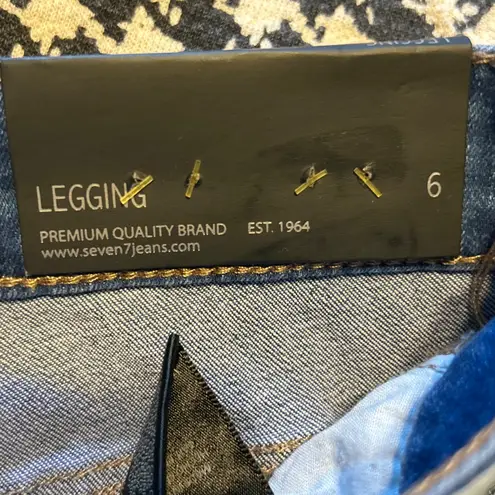 LEGGING 6
PREMIUM QUALITY BRAND EST. 1964
www.seven7jeans.com